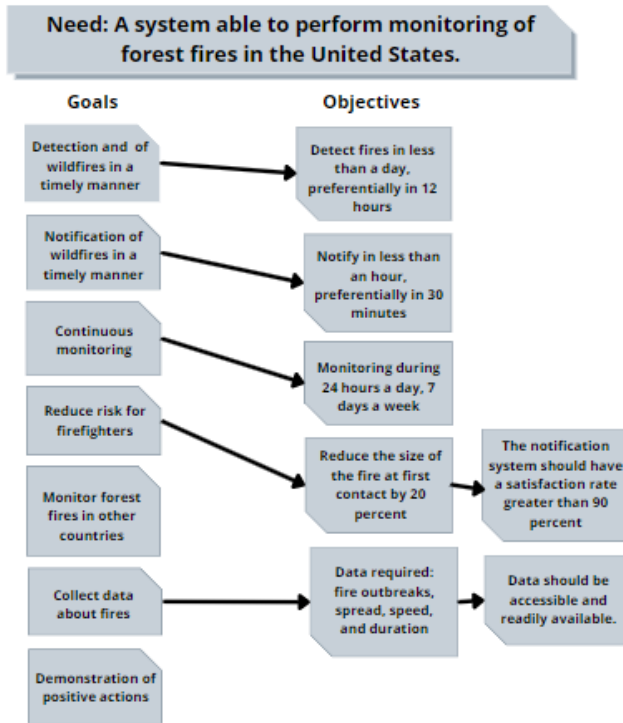 Need: A system able to perform monitoring of
forest fires in the United States.
Goals
Objectives
Detection and of
wildfires in a
timely manner
Detect fires in less
than a day,
preferentially in 12
hours
Notification of
wildfires in a
timely manner
Notify in less than
an hour,
preferentially in 30
minutes
Continuous
monitoring
Monitoring during
24 hours a day, 7
days a week
Reduce risk for
firefighters
Reduce the size of
the fire at first
contact by 20
percent
The notification
system should have
a satisfaction rate
greater than 90
percent
Monitor forest
fires in other
countries
Collect data
about fires
Data required:
fire outbreaks,
spread, speed,
and duration
Data should be
accessible and
readily available.
Demonstration of
positive actions